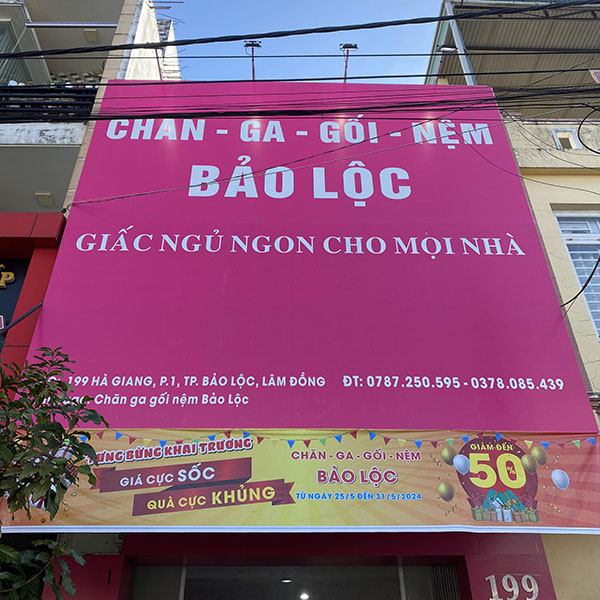 CHĂN - GA - GỐI - NỆM
BẢO LỘC
GIẤC NGỦ NGON CHO MỌI NHÀ
199 HÀ GIANG, P.1, TP. BẢO LỘC, LÂM ĐỒNG ĐT: 0787.250.595 - 0378.085.439
Chăn ga gối nệm Bảo Lộc
BỪNG KHAI TRƯƠNG
GIÁ CỰC SỐC
QUÀ CỰC KHỦNG
CHĂN - GA - GỐI - NỆM
BẢO LỘC
TỪ NGÀY 25/5 ĐẾN 31/5/2024
GIẢM ĐẾN
50%
199